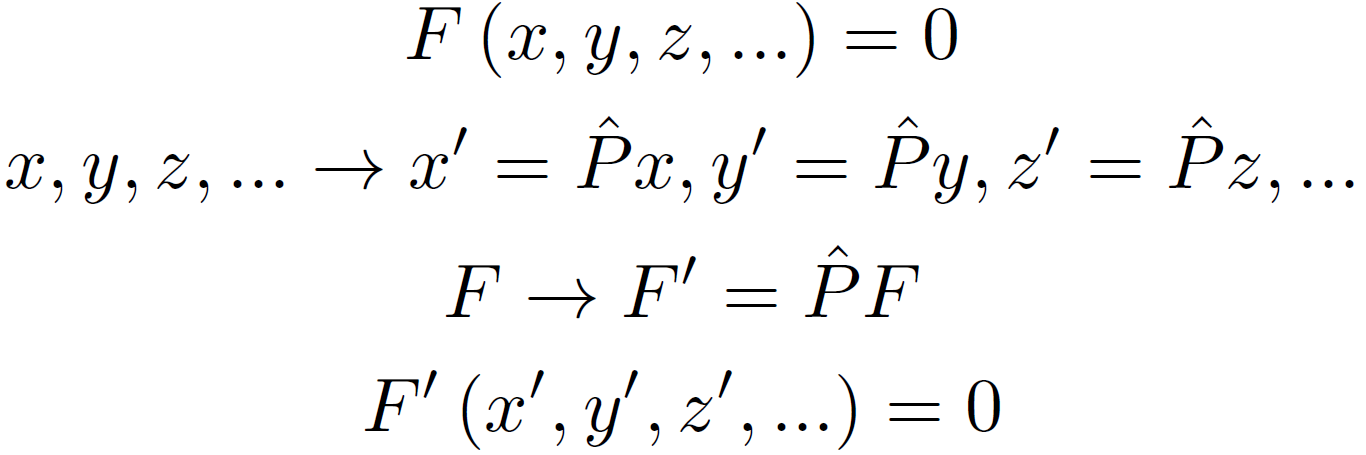 F (x, y, z, ...) = 0
x, y, z, ... → x′ = P̂x, y′ = P̂y, z′ = P̂z, ...
F → F′ = P̂F
F′ (x′, y′, z′, ...) = 0